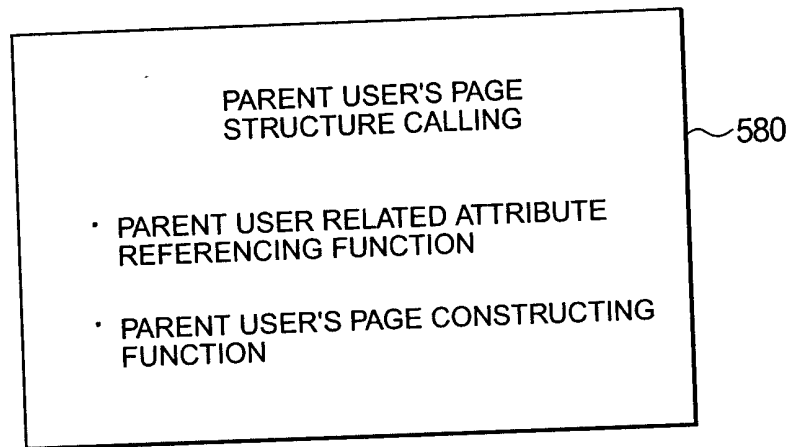 PARENT USER'S PAGE
STRUCTURE CALLING
580
· PARENT USER RELATED ATTRIBUTE
REFERENCING FUNCTION
· PARENT USER'S PAGE CONSTRUCTING
FUNCTION